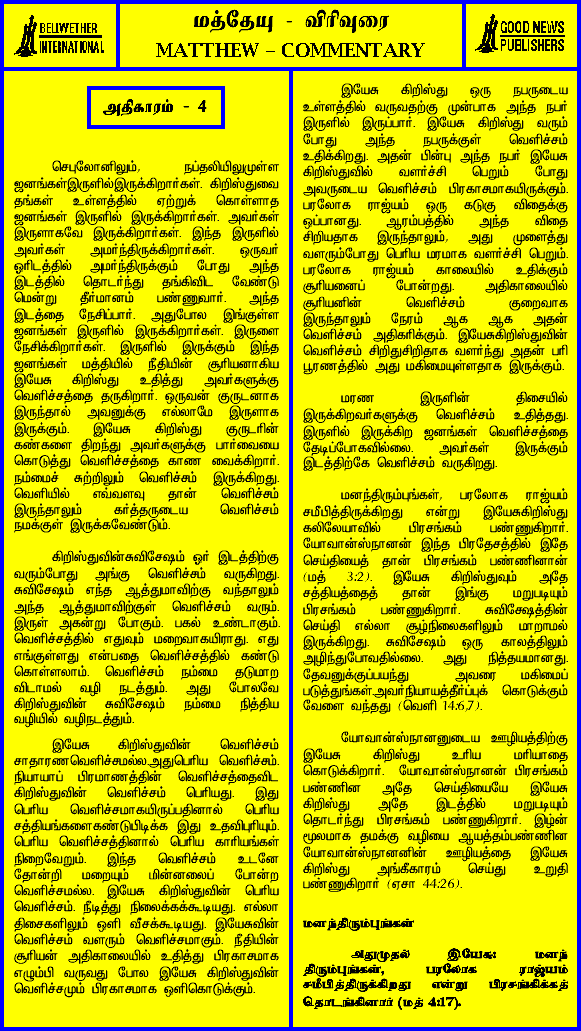 BELLWETHER
INTERNATIONAL
மத்தேயு - விரிவுரை
MATTHEW – COMMENTARY
GOOD NEWS
PUBLISHERS
அதிகாரம் - 4
செபுலோனிலும், நப்தலியிலுமுள்ள
ஜனங்கள்இருளில்இருக்கிறார்கள். கிறிஸ்துவை
தங்கள் உள்ளத்தில் ஏற்றுக் கொள்ளாத
ஜனங்கள் இருளில் இருக்கிறார்கள். அவர்கள்
இருளாகவே இருக்கிறார்கள். இந்த இருளில்
அவர்கள் அமர்ந்திருக்கிறார்கள். ஒருவர்
ஓரிடத்தில் அமர்ந்திருக்கும் போது அந்த
இடத்தில் தொடர்ந்து தங்கிவிட வேண்டு
மென்று தீர்மானம் பண்ணுவார். அந்த
இடத்தை நேசிப்பார். அதுபோல இங்குள்ள
ஜனங்கள் இருளில் இருக்கிறார்கள். இருளை
நேசிக்கிறார்கள். இருளில் இருக்கும் இந்த
ஜனங்கள் மத்தியில் நீதியின் சூரியனாகிய
இயேசு கிறிஸ்து உதித்து அவர்களுக்கு
வெளிச்சத்தை தருகிறார். ஒருவன் குருடனாக
இருந்தால் அவனுக்கு எல்லாமே இருளாக
இருக்கும். இயேசு கிறிஸ்து குருடரின்
கண்களை திறந்து அவர்களுக்கு பார்வையை
கொடுத்து வெளிச்சத்தை காண வைக்கிறார்.
நம்மைச் சுற்றிலும் வெளிச்சம் இருக்கிறது.
வெளியில் எவ்வளவு தான் வெளிச்சம்
இருந்தாலும் கர்த்தருடைய வெளிச்சம்
நமக்குள் இருக்கவேண்டும்.
கிறிஸ்துவின்சுவிசேஷம் ஓர் இடத்திற்கு
வரும்போது அங்கு வெளிச்சம் வருகிறது.
சுவிசேஷம் எந்த ஆத்துமாவிற்கு வந்தாலும்
அந்த ஆத்துமாவிற்குள் வெளிச்சம் வரும்.
இருள் அகன்று போகும். பகல் உண்டாகும்.
வெளிச்சத்தில் எதுவும் மறைவாகயிராது. எது
எங்குள்ளது என்பதை வெளிச்சத்தில் கண்டு
கொள்ளலாம். வெளிச்சம் நம்மை தடுமாற
விடாமல் வழி நடத்தும். அது போலவே
கிறிஸ்துவின் சுவிசேஷம் நம்மை நித்திய
வழியில் வழிநடத்தும்.
இயேசு கிறிஸ்துவின் வெளிச்சம்
சாதாரணவெளிச்சமல்ல.அதுபெரிய வெளிச்சம்.
நியாயப் பிரமாணத்தின் வெளிச்சத்தைவிட
கிறிஸ்துவின் வெளிச்சம் பெரியது. இது
பெரிய வெளிச்சமாகயிருப்பதினால் பெரிய
சத்தியங்களைகண்டுபிடிக்க இது உதவிபுரியும்.
பெரிய வெளிச்சத்தினால் பெரிய காரியங்கள்
நிறைவேறும். இந்த வெளிச்சம் உடனே
தோன்றி மறையும் மின்னலைப் போன்ற
வெளிச்சமல்ல. இயேசு கிறிஸ்துவின் பெரிய
வெளிச்சம். நீடித்து நிலைக்கக்கூடியது. எல்லா
திசைகளிலும் ஒளி வீசக்கூடியது. இயேசுவின்
வெளிச்சம் வளரும் வெளிச்சமாகும். நீதியின்
சூரியன் அதிகாலையில் உதித்து பிரகாசமாக
எழும்பி வருவது போல இயேசு கிறிஸ்துவின்
வெளிச்சமும் பிரகாசமாக ஒளிகொடுக்கும்.
இயேசு கிறிஸ்து ஒரு நபருடைய
உள்ளத்தில் வருவதற்கு முன்பாக அந்த நபர்
இருளில் இருப்பார். இயேசு கிறிஸ்து வரும்
போது அந்த நபருக்குள் வெளிச்சம்
உதிக்கிறது. அதன் பின்பு அந்த நபர் இயேசு
கிறிஸ்துவில் வளர்ச்சி பெறும் போது
அவருடைய வெளிச்சம் பிரகாசமாகயிருக்கும்.
பரலோக ராஜ்யம் ஒரு கடுகு விதைக்கு
ஒப்பானது. ஆரம்பத்தில் அந்த விதை
சிறியதாக இருந்தாலும், அது முளைத்து
வளரும்போது பெரிய மரமாக வளர்ச்சி பெறும்.
பரலோக ராஜ்யம் காலையில் உதிக்கும்
சூரியனைப் போன்றது. அதிகாலையில்
சூரியனின் வெளிச்சம் குறைவாக
இருந்தாலும் நேரம் ஆக ஆக அதன்
வெளிச்சம் அதிகரிக்கும். இயேசுகிறிஸ்துவின்
வெளிச்சம் சிறிதுசிறிதாக வளர்ந்து அதன் பரி
பூரணத்தில் அது மகிமையுள்ளதாக இருக்கும்.
மரண இருளின் திசையில்
இருக்கிறவர்களுக்கு வெளிச்சம் உதித்தது.
இருளில் இருக்கிற ஜனங்கள் வெளிச்சத்தை
தேடிப்போகவில்லை. அவர்கள் இருக்கும்
இடத்திற்கே வெளிச்சம் வருகிறது.
மனந்திரும்புங்கள், பரலோக ராஜ்யம்
சமீபித்திருக்கிறது என்று இயேசுகிறிஸ்து
கலிலேயாவில் பிரசங்கம் பண்ணுகிறார்.
யோவான்ஸ்நானன் இந்த பிரதேசத்தில் இதே
செய்தியைத் தான் பிரசங்கம் பண்ணினான்
(மத் 3:2). இயேசு கிறிஸ்துவும் அதே
சத்தியத்தைத் தான் இங்கு மறுபடியும்
பிரசங்கம் பண்ணுகிறார். சுவிசேஷத்தின்
செய்தி எல்லா சூழ்நிலைகளிலும் மாறாமல்
இருக்கிறது. சுவிசேஷம் ஒரு காலத்திலும்
அழிந்துபோவதில்லை. அது நித்தயமானது.
தேவனுக்குப்பயந்து அவரை மகிமைப்
படுத்துங்கள்.அவர்நியாயத்தீர்ப்புக் கொடுக்கும்
வேளை வந்தது (வெளி 14:6,7).
யோவான்ஸ்நானனுடைய ஊழியத்திற்கு
இயேசு கிறிஸ்து உரிய மரியாதை
கொடுக்கிறார். யோவான்ஸ்நானன் பிரசங்கம்
பண்ணின அதே செய்தியையே இயேசு
கிறிஸ்து அதே இடத்தில் மறுபடியும்
தொடர்ந்து பிரசங்கம் பண்ணுகிறார். இழ்ன்
மூலமாக தமக்கு வழியை ஆயத்தம்பண்ணின
யோவான்ஸ்நானனின் ஊழியத்தை இயேசு
கிறிஸ்து அங்கீகாரம் செய்து உறுதி
பண்ணுகிறார் (ஏசா 44:26).
மனந்திரும்புங்கள்
அதுமுதல் இயேசு: மனந்
திரும்புங்கள், பரலோக ராஜ்யம்
சமீபித்திருக்கிறது என்று பிரசங்கிக்கத்
தொடங்கினார் (மத் 4:17).